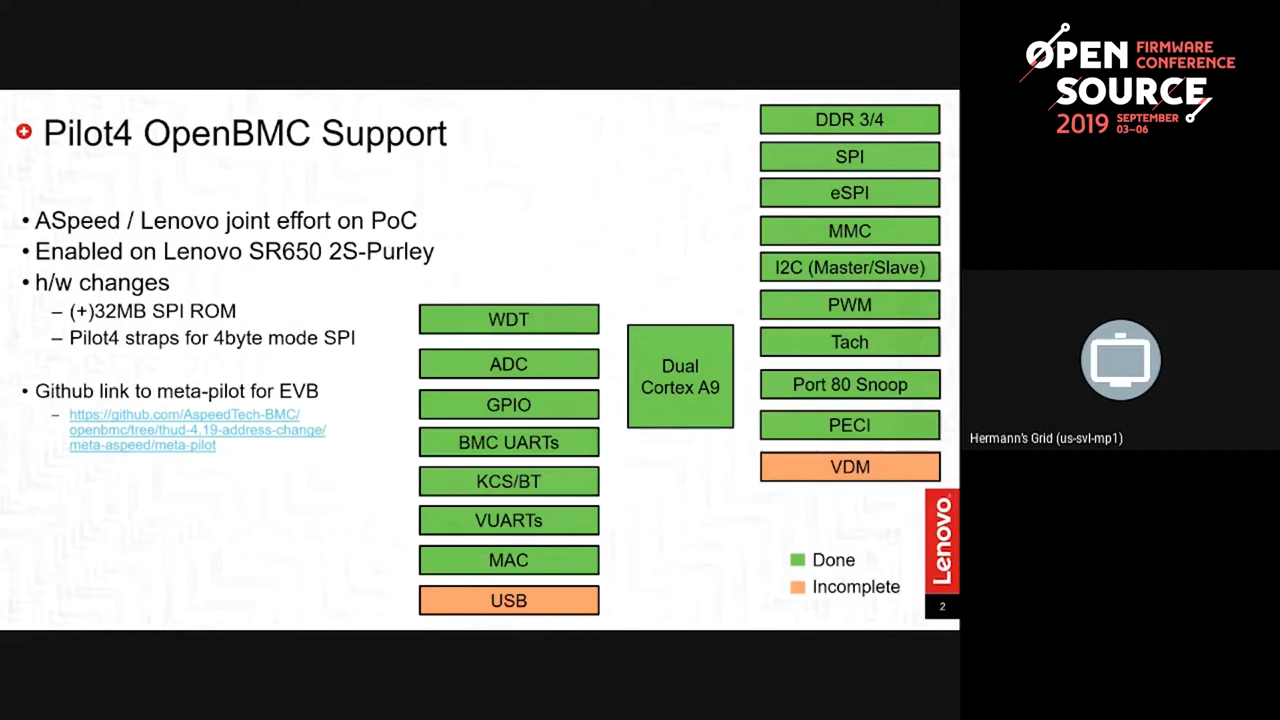 Pilot4 OpenBMC Support
• ASpeed / Lenovo joint effort on PoC
• Enabled on Lenovo SR650 2S-Purley
• h/w changes
– (+)32MB SPI ROM
– Pilot4 straps for 4byte mode SPI
• Github link to meta-pilot for EVB
– https://github.com/AspeedTech-BMC/
openbmc/tree/thud-4.19-address-change/
meta-aspeed/meta-pilot
WDT
ADC
GPIO
BMC UARTs
KCS/BT
VUARTs
MAC
USB
Dual
Cortex A9
DDR 3/4
SPI
eSPI
MMC
I2C (Master/Slave)
PWM
Tach
Port 80 Snoop
PECI
VDM
Done
Incomplete
Lenovo
2
OPEN
FIRMWARE
CONFERENCE
SOURCE
2019
SEPTEMBER
03–06
Hermann's Grid (us-svl-mp1)